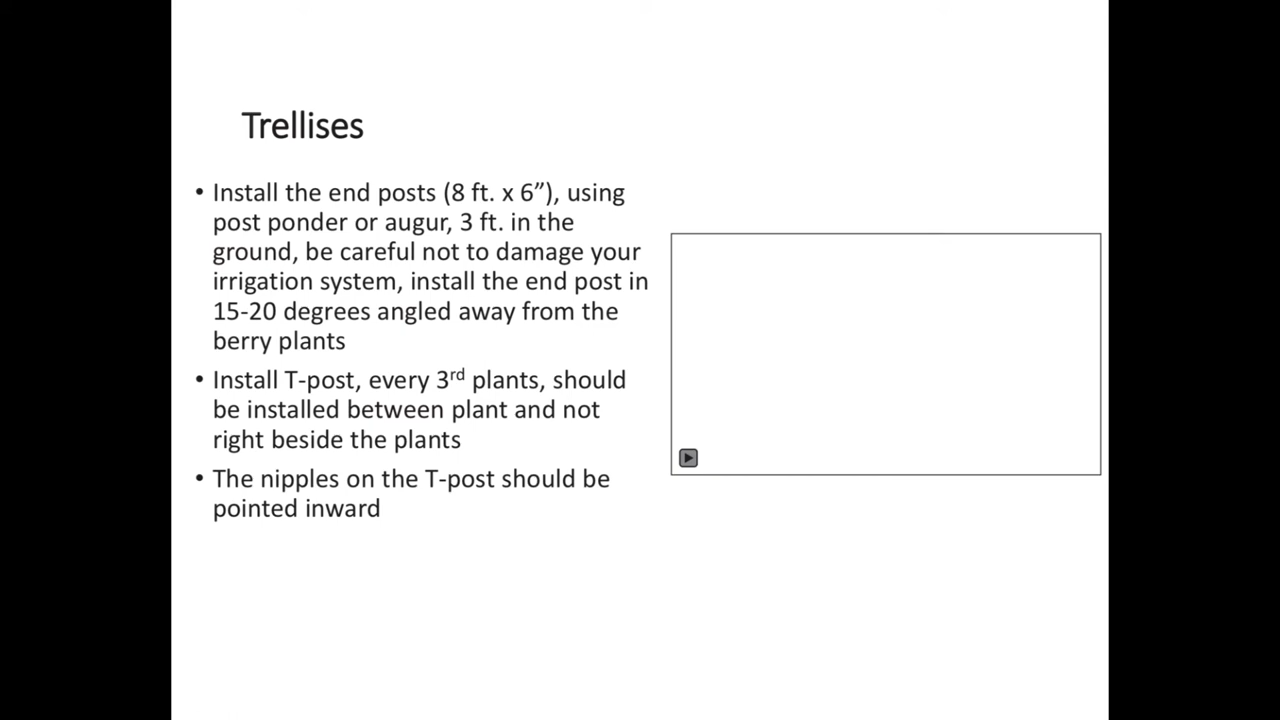 Trellises
• Install the end posts (8 ft. x 6”), using
post ponder or augur, 3 ft. in the
ground, be careful not to damage your
irrigation system, install the end post in
15-20 degrees angled away from the
berry plants
• Install T-post, every 3rd plants, should
be installed between plant and not
right beside the plants
• The nipples on the T-post should be
pointed inward